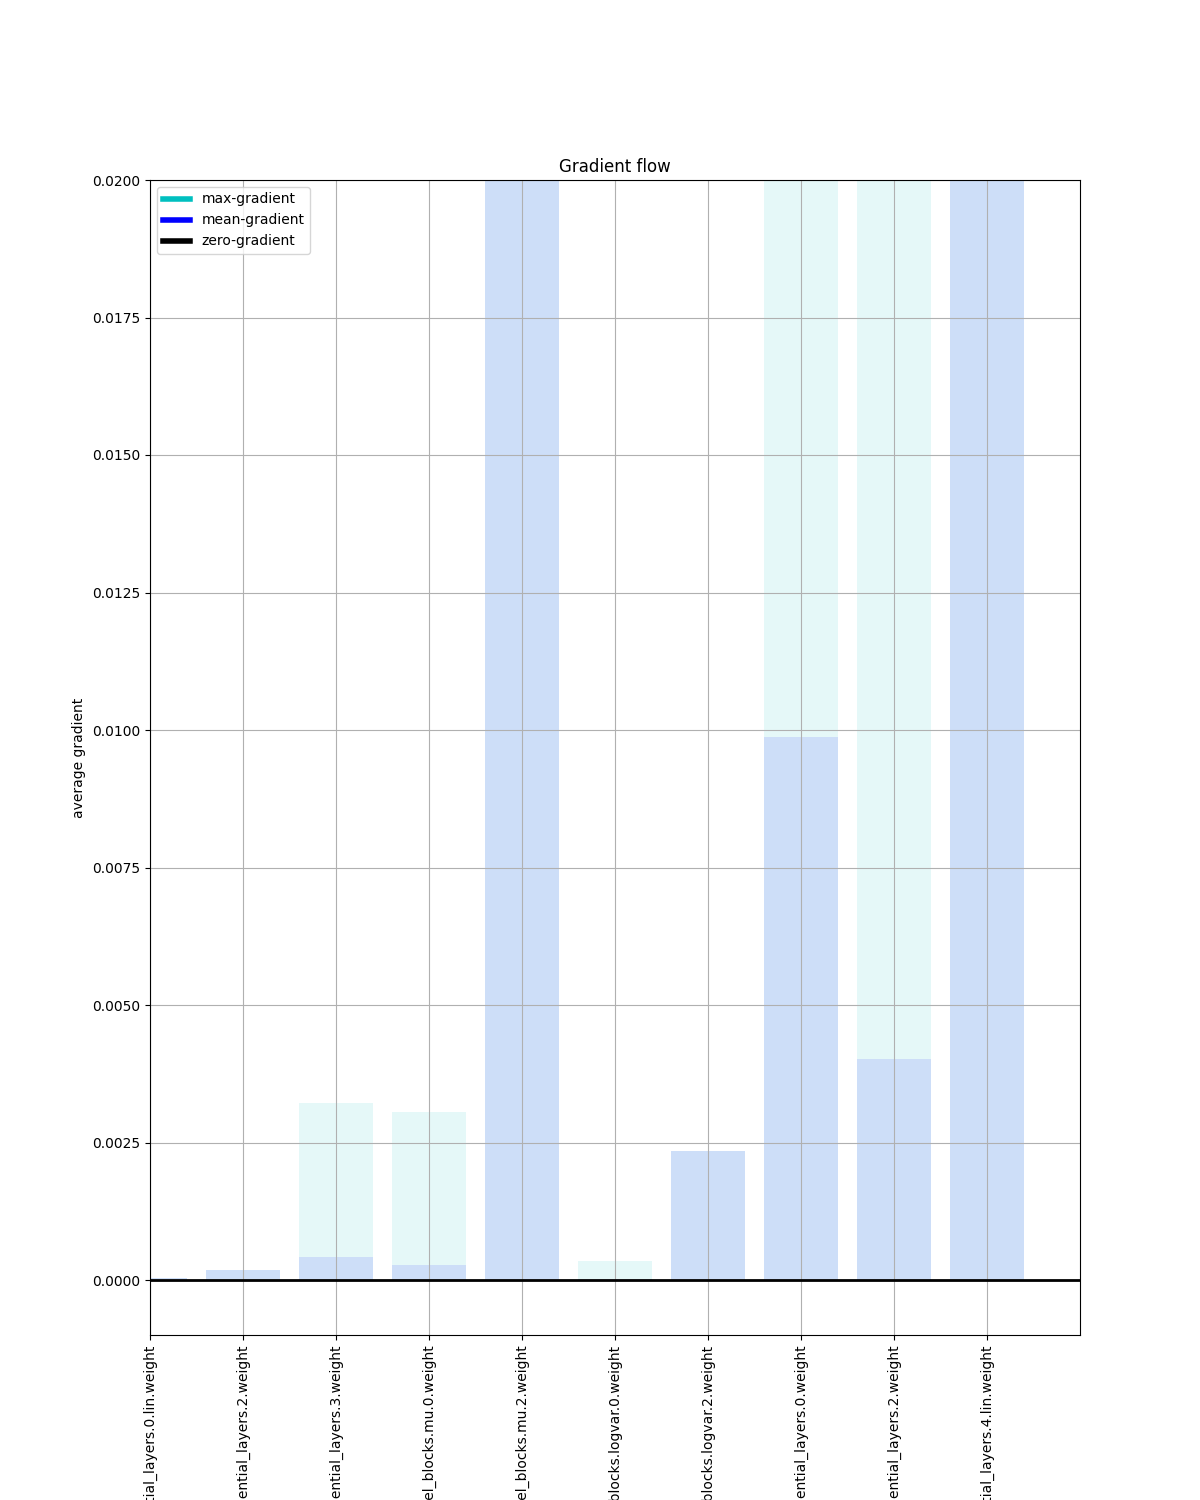 Gradient flow
max-gradient
mean-gradient
zero-gradient
average gradient
0.0200
0.0175
0.0150
0.0125
0.0100
0.0075
0.0050
0.0025
0.0000
tial_layers.0.lin.weight
ential_layers.2.weight
ential_layers.3.weight
el_blocks.mu.0.weight
el_blocks.mu.2.weight
blocks.logvar.0.weight
blocks.logvar.2.weight
ential_layers.0.weight
ential_layers.2.weight
tial_layers.4.lin.weight